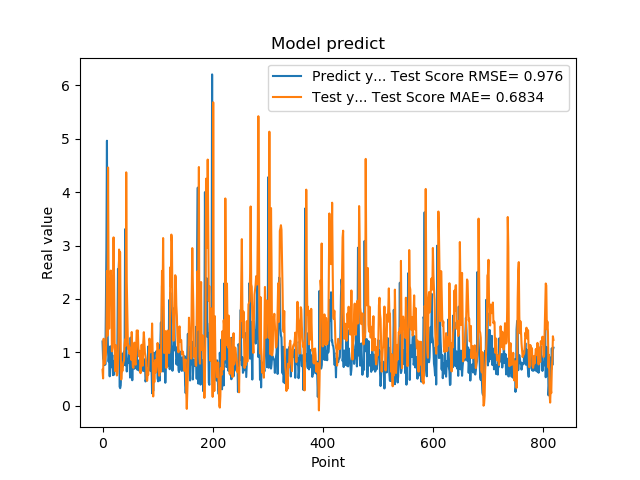 Model predict
Predict y... Test Score RMSE= 0.976
Test y... Test Score MAE= 0.6834
Real value
6
5
4
3
2
1
0
0 200 400 600 800
Point